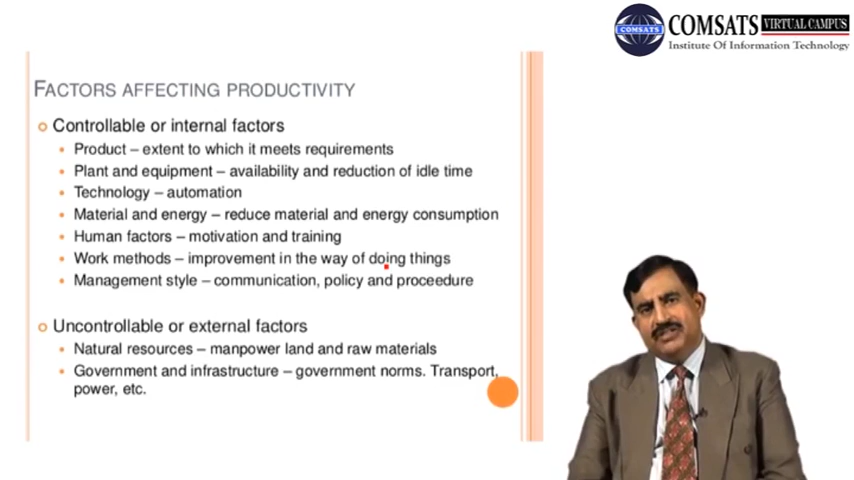 COMSATS
COMSATS VIRTUAL CAMPUS
Institute Of Information Technology
FACTORS AFFECTING PRODUCTIVITY
Controllable or internal factors
Product – extent to which it meets requirements
Plant and equipment – availability and reduction of idle time
Technology – automation
Material and energy – reduce material and energy consumption
Human factors – motivation and training
Work methods – improvement in the way of doing things
Management style – communication, policy and proceedure
Uncontrollable or external factors
Natural resources – manpower land and raw materials
Government and infrastructure – government norms. Transport,
power, etc.